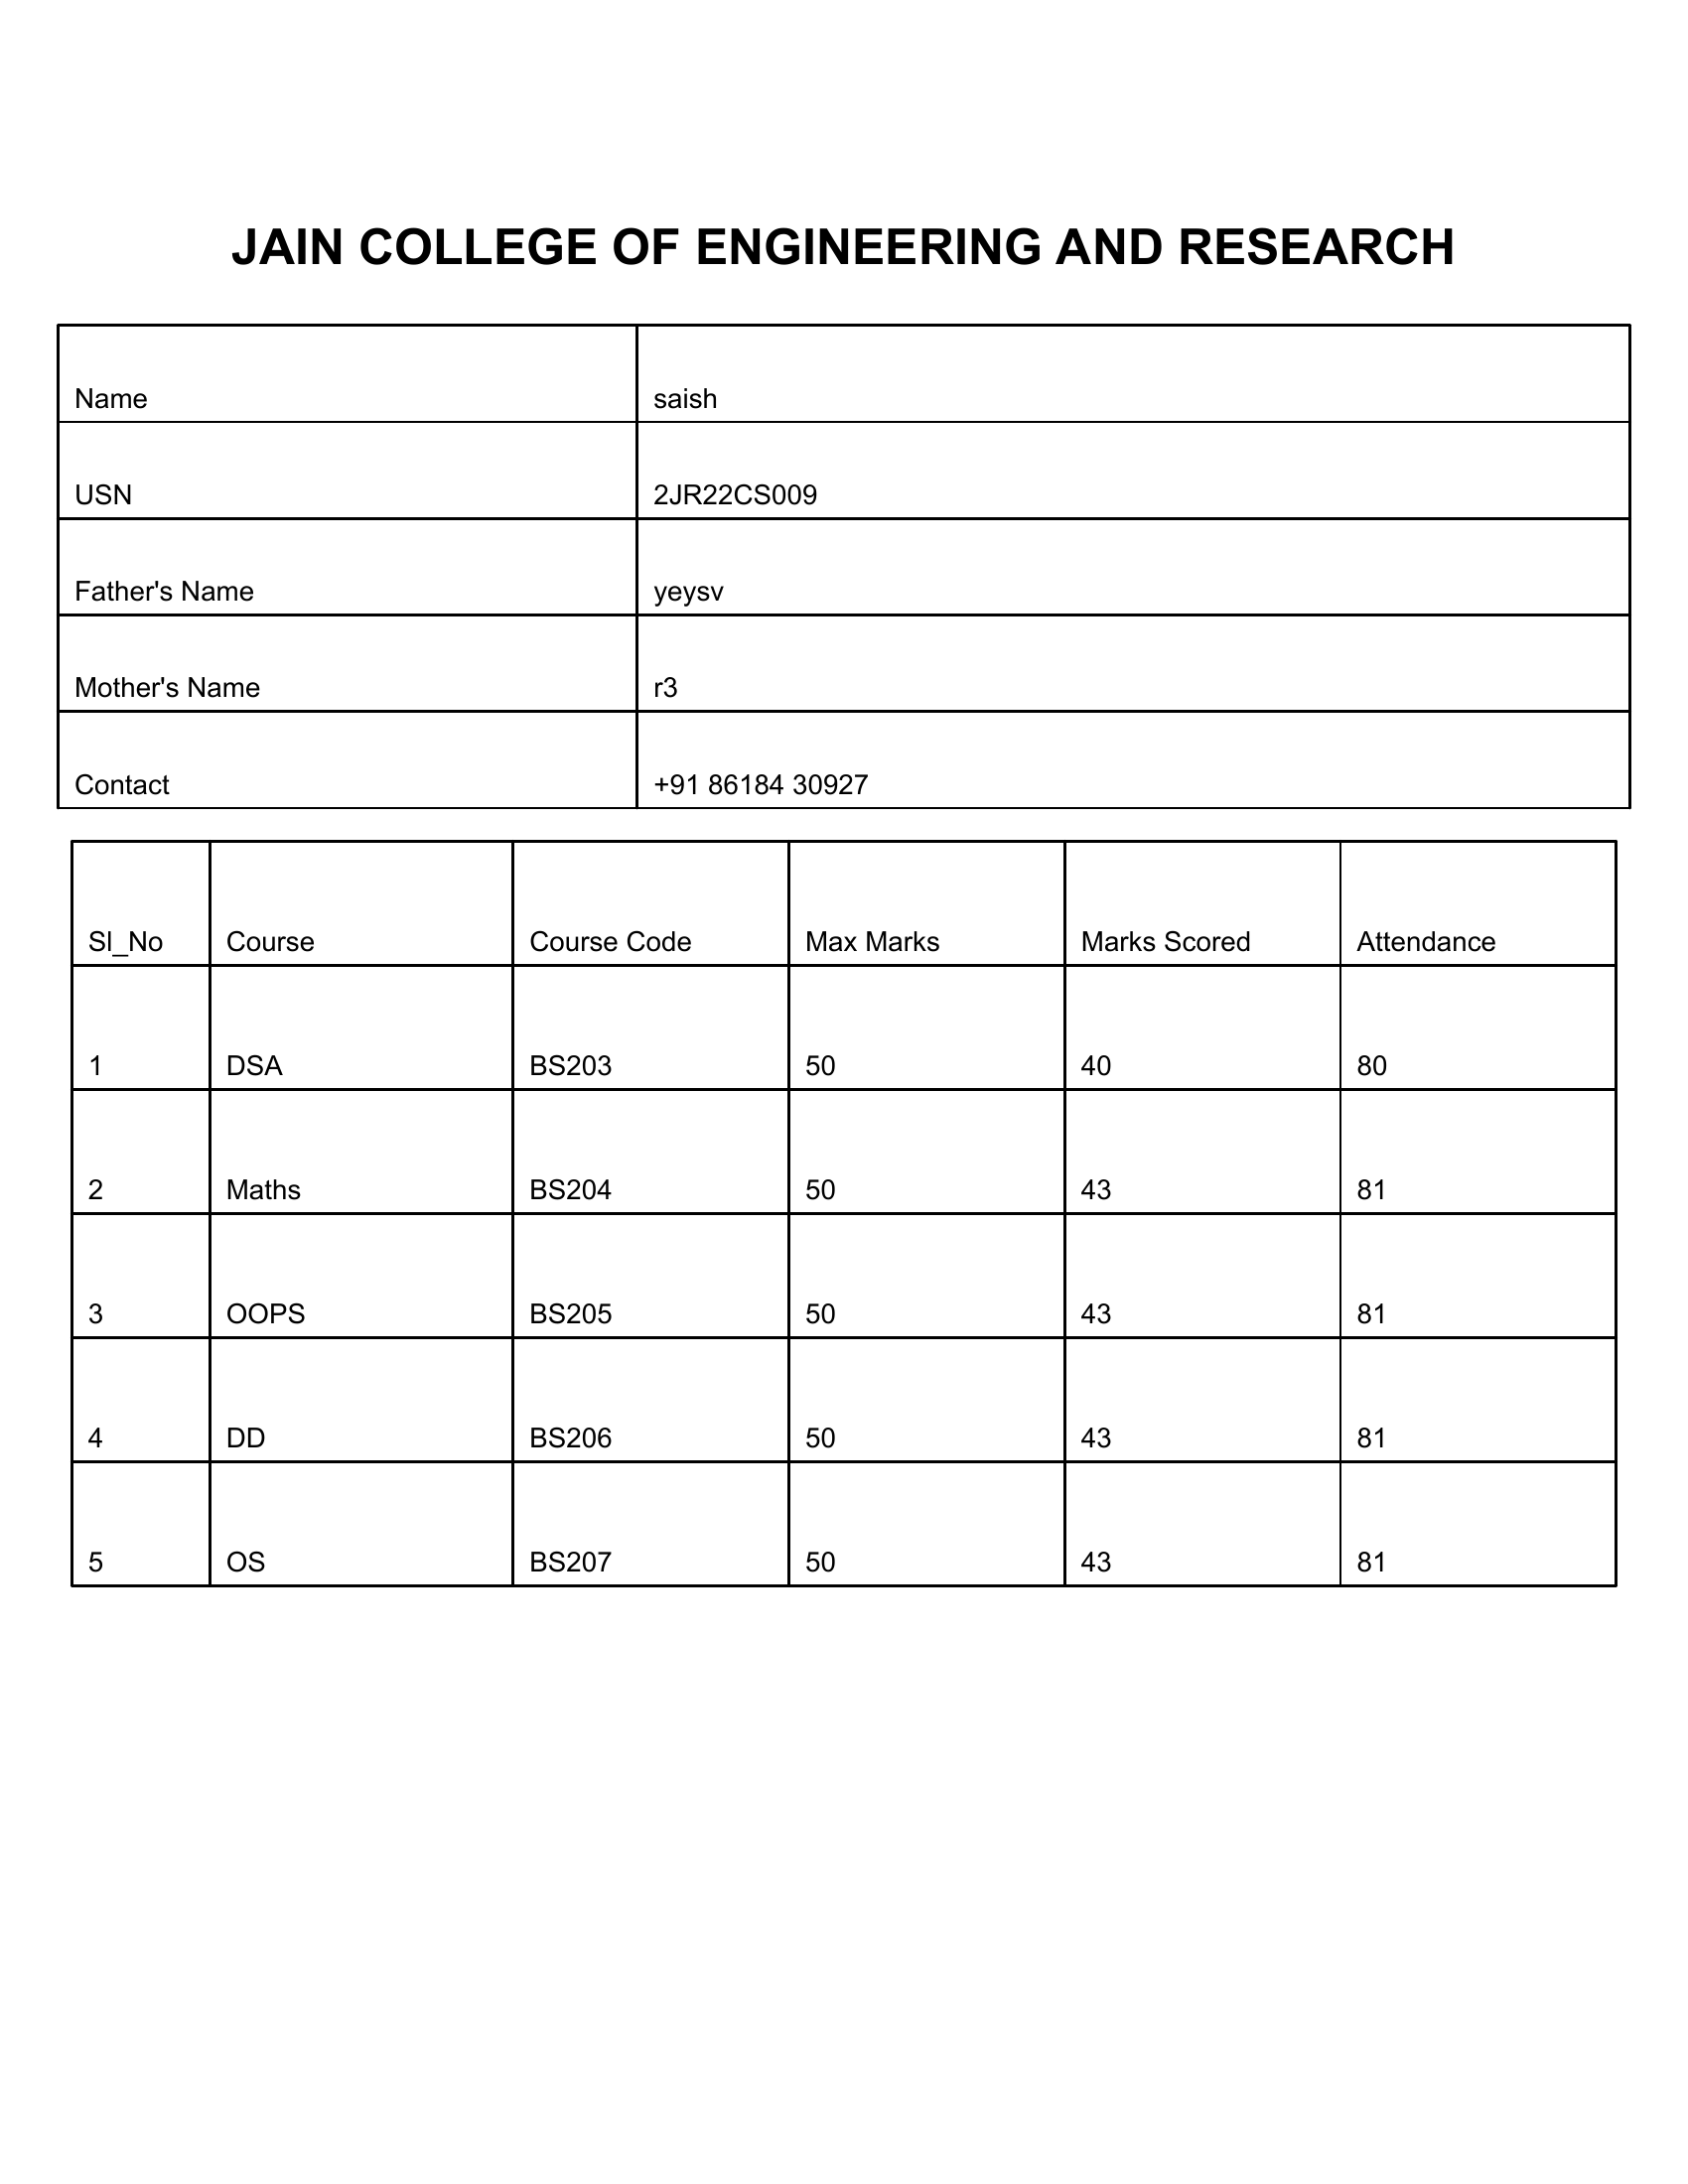 JAIN COLLEGE OF ENGINEERING AND RESEARCH
Name saish
USN 2JR22CS009
Father's Name yeysv
Mother's Name r3
Contact +91 86184 30927
Sl_No Course Course Code Max Marks Marks Scored Attendance
1 DSA BS203 50 40 80
2 Maths BS204 50 43 81
3 OOPS BS205 50 43 81
4 DD BS206 50 43 81
5 OS BS207 50 43 81